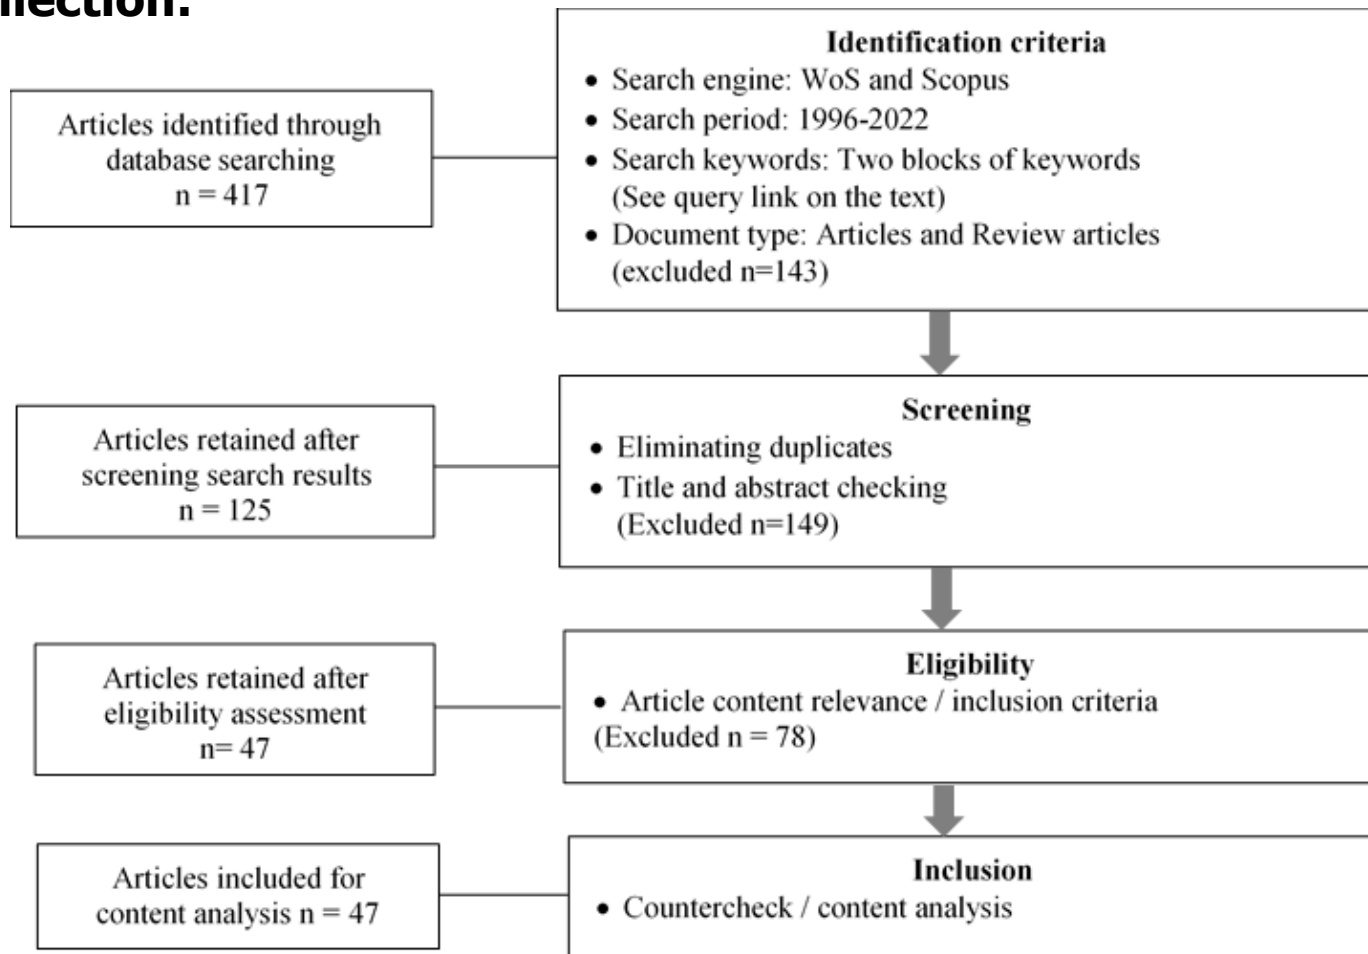 Identification criteria
• Search engine: WoS and Scopus
• Search period: 1996-2022
• Search keywords: Two blocks of keywords
(See query link on the text)
• Document type: Articles and Review articles
(excluded n=143)
Articles identified through
database searching
n = 417
Screening
• Eliminating duplicates
• Title and abstract checking
(Excluded n=149)
Articles retained after
screening search results
n = 125
Eligibility
• Article content relevance / inclusion criteria
(Excluded n = 78)
Articles retained after
eligibility assessment
n= 47
Inclusion
• Countercheck / content analysis
Articles included for
content analysis n = 47